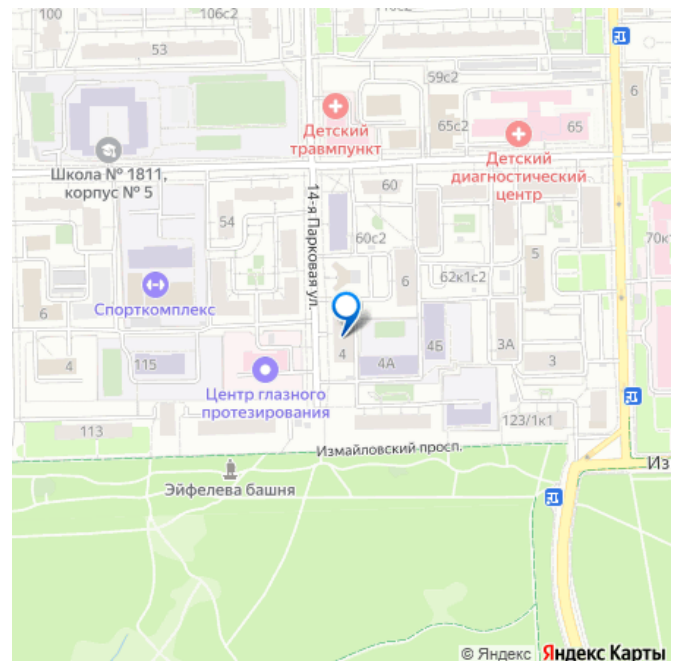 100
106с2
110с2
53
59с2
6
Детский
травмпункт
65с2
65
Детский
диагностический
центр
Школа № 1811,
корпус № 5
60
54
14-я Парковая ул.
60с2
70к
5
6
62к1с2
Спорткомплекс
6
4
115
4
4А
4Б
3А
3
Центр глазного
протезирования
113
123/1к1
Измайловский просп.
Из
Эйфелева башня
© Яндекс Яндекс Карты